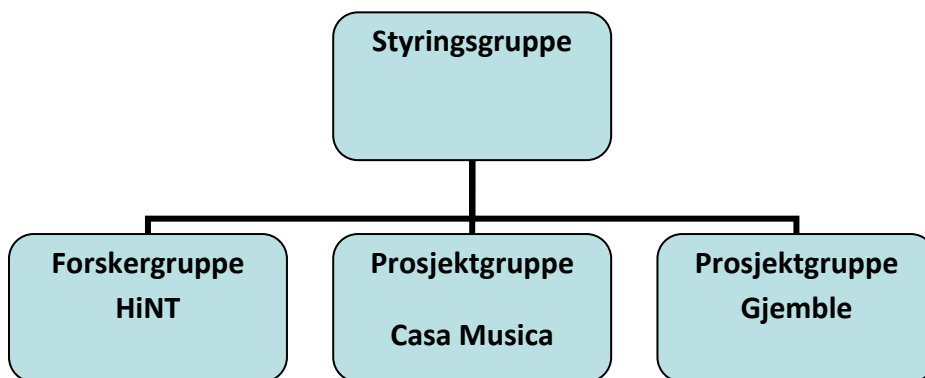 Styringsgruppe
Forskergruppe
HiNT
Prosjektgruppe
Casa Musica
Prosjektgruppe
Gjemble